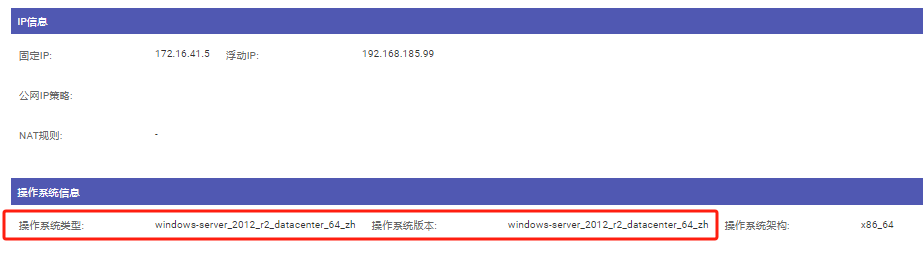 IP信息
固定IP: 172.16.41.5 浮动IP: 192.168.185.99
公网IP策略:
NAT规则: -
操作系统信息
操作系统类型: windows-server_2012_r2_datacenter_64_zh 操作系统版本: windows-server_2012_r2_datacenter_64_zh 操作系统架构: x86_64